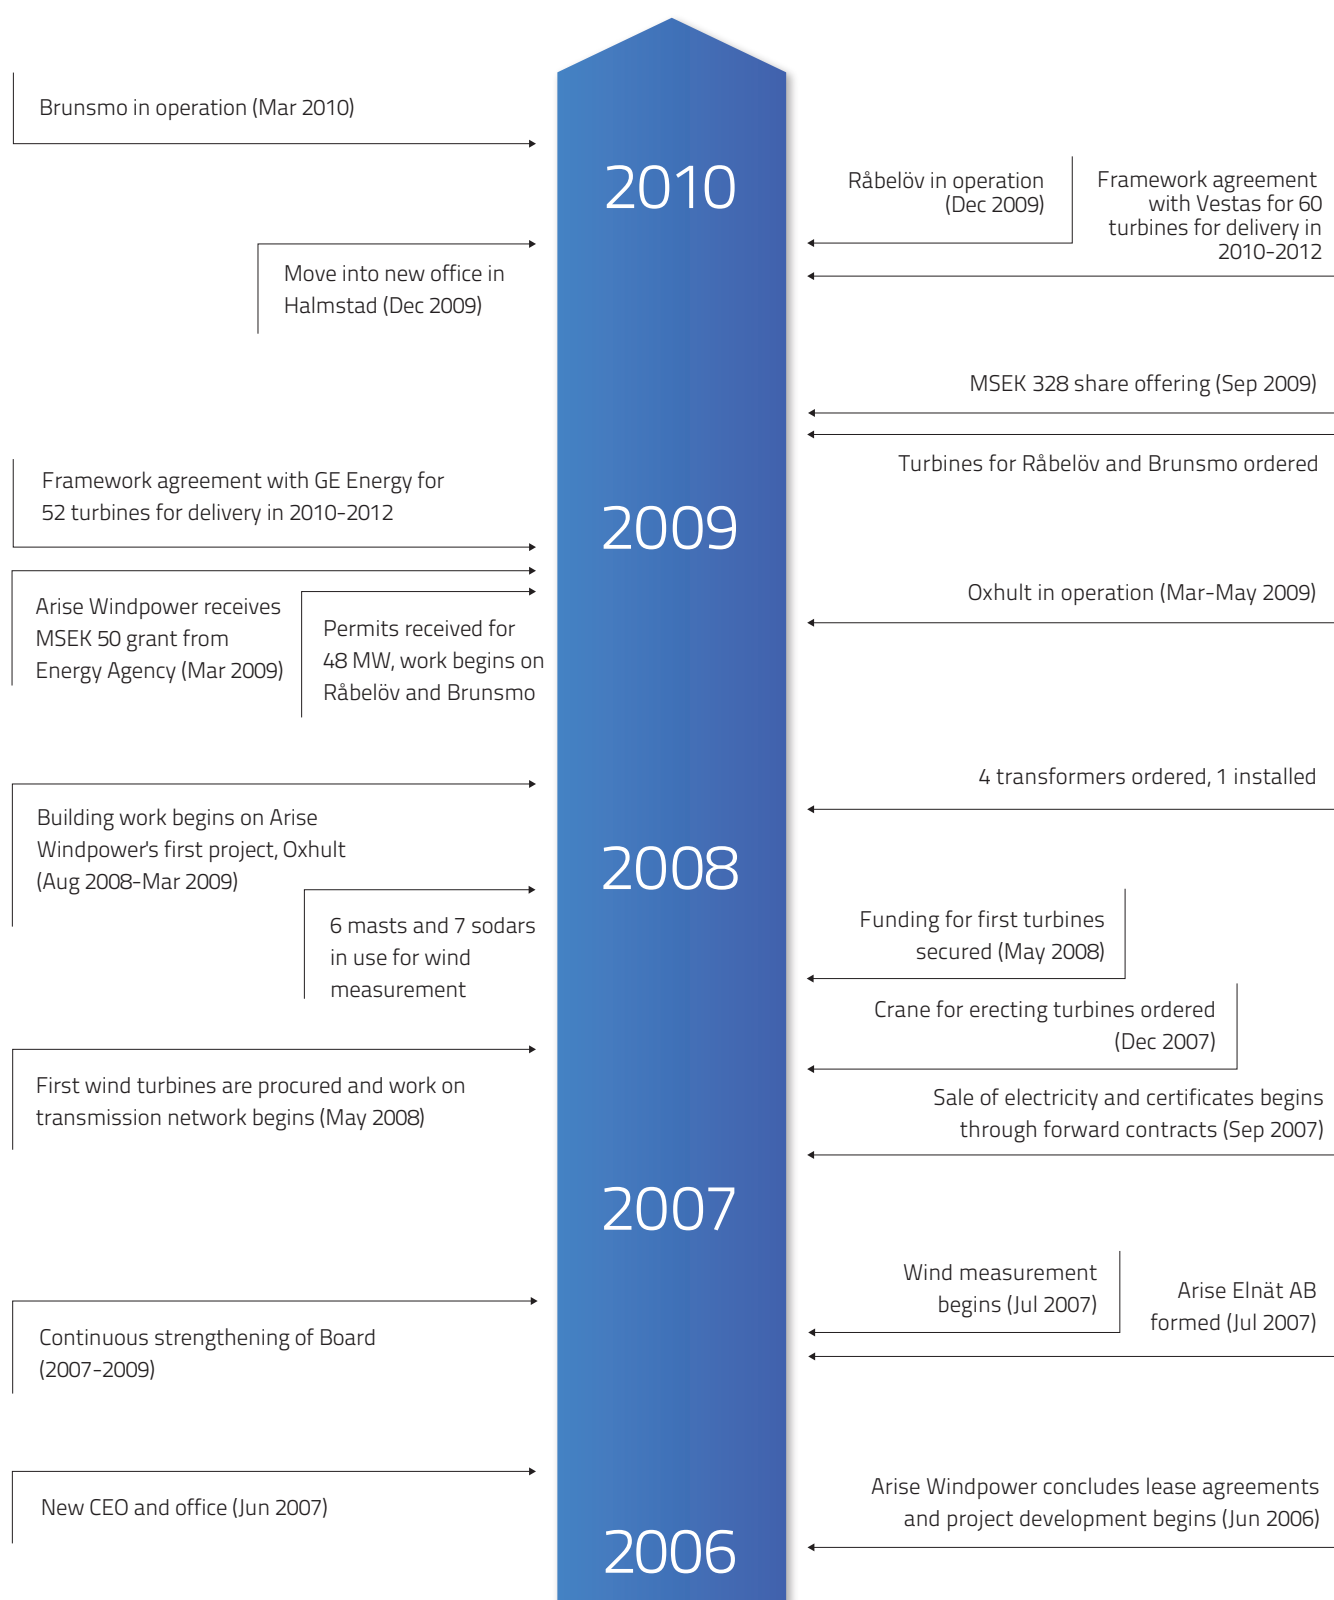 Brunsmo in operation (Mar 2010)
2010
Råbelöv in operation
(Dec 2009)
Framework agreement
with Vestas for 60
turbines for delivery in
2010-2012
Move into new office in
Halmstad (Dec 2009)
MSEK 328 share offering (Sep 2009)
Turbines for Råbelöv and Brunsmo ordered
Framework agreement with GE Energy for
52 turbines for delivery in 2010-2012
2009
Oxhult in operation (Mar-May 2009)
Arise Windpower receives
MSEK 50 grant from
Energy Agency (Mar 2009)
Permits received for
48 MW, work begins on
Råbelöv and Brunsmo
4 transformers ordered, 1 installed
Building work begins on Arise
Windpower's first project, Oxhult
(Aug 2008-Mar 2009)
2008
6 masts and 7 sodars
in use for wind
measurement
Funding for first turbines
secured (May 2008)
Crane for erecting turbines ordered
(Dec 2007)
First wind turbines are procured and work on
transmission network begins (May 2008)
Sale of electricity and certificates begins
through forward contracts (Sep 2007)
2007
Wind measurement
begins (Jul 2007)
Arise Elnät AB
formed (Jul 2007)
Continuous strengthening of Board
(2007-2009)
New CEO and office (Jun 2007)
Arise Windpower concludes lease agreements
and project development begins (Jun 2006)
2006